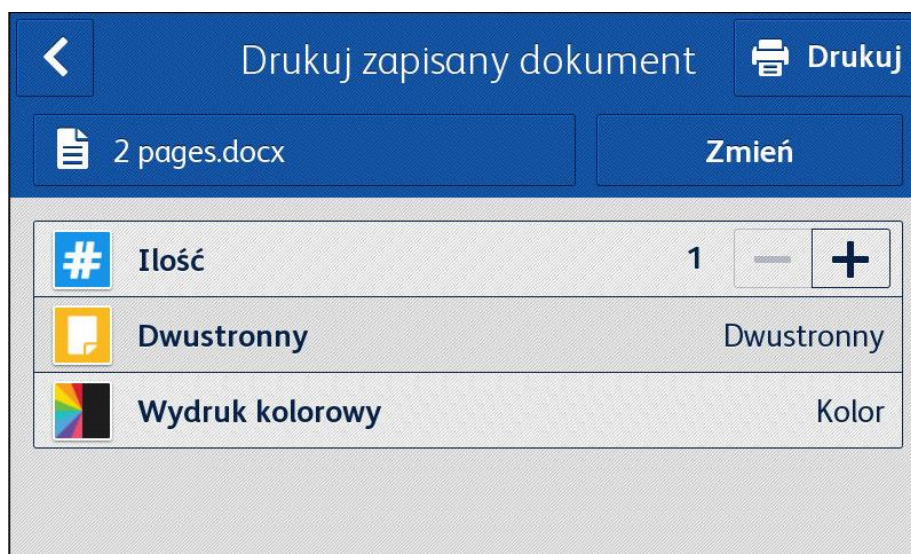 Drukuj zapisany dokument
Drukuj
2 pages.docx
Zmień
# Ilość 1 − +
Dwustronny Dwustronny
Wydruk kolorowy Kolor